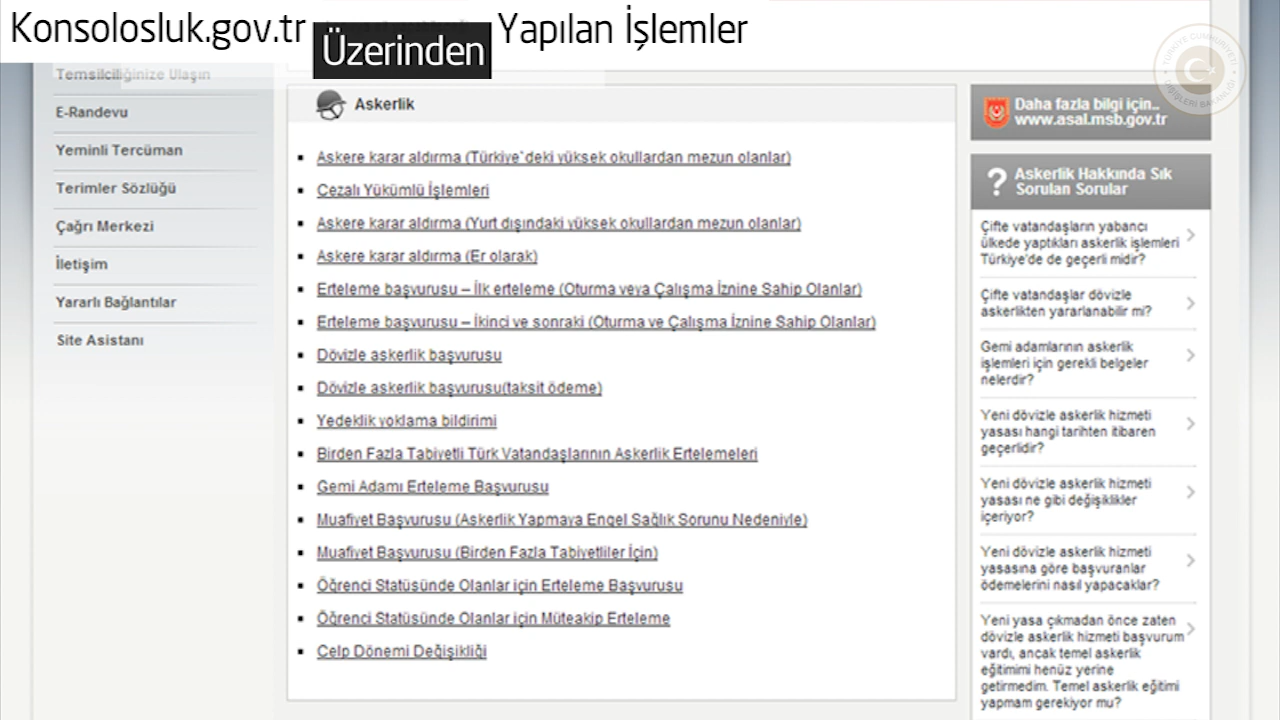 Konsolosluk.gov.tr Üzerinden Yapılan İşlemler
Temsilciliğinize Ulaşın
E-Randevu
Yeminli Tercüman
Terimler Sözlüğü
Çağrı Merkezi
İletişim
Yararlı Bağlantılar
Site Asistanı
Askerlik
Askere karar aldırma (Türkiye`deki yüksek okullardan mezun olanlar)
Cezalı Yükümlü İşlemleri
Askere karar aldırma (Yurt dışındaki yüksek okullardan mezun olanlar)
Askere karar aldırma (Er olarak)
Erteleme başvurusu – İlk erteleme (Oturma veya Çalışma İznine Sahip Olanlar)
Erteleme başvurusu – İkinci ve sonraki (Oturma ve Çalışma İznine Sahip Olanlar)
Dövizle askerlik başvurusu
Dövizle askerlik başvurusu(taksit ödeme)
Yedeklik yoklama bildirimi
Birden Fazla Tabiyetli Türk Vatandaşlarının Askerlik Ertelemeleri
Gemi Adamı Erteleme Başvurusu
Muafiyet Başvurusu (Askerlik Yapmaya Engel Sağlık Sorunu Nedeniyle)
Muafiyet Başvurusu (Birden Fazla Tabiyetliler İçin)
Öğrenci Statüsünde Olanlar için Erteleme Başvurusu
Öğrenci Statüsünde Olanlar için Müteakip Erteleme
Celp Dönemi Değişikliği
Daha fazla bilgi için..
www.asal.msb.gov.tr
Askerlik Hakkında Sık
Sorulan Sorular
Çifte vatandaşların yabancı
ülkede yaptıkları askerlik işlemleri
Türkiye'de de geçerli midir?
Çifte vatandaşlar dövizle
askerlikten yararlanabilir mi?
Gemi adamlarının askerlik
işlemleri için gerekli belgeler
nelerdir?
Yeni dövizle askerlik hizmeti
yasası hangi tarihten itibaren
geçerlidir?
Yeni dövizle askerlik hizmeti
yasası ne gibi değişiklikler
içeriyor?
Yeni dövizle askerlik hizmeti
yasasına göre başvuranlar
ödemelerini nasıl yapacaklar?
Yeni yasa çıkmadan önce zaten
dövizle askerlik hizmeti başvurum
vardı, ancak temel askerlik
eğitimimi henüz yerine
getirmedim. Temel askerlik eğitimi
yapmam gerekiyor mu?
TÜRKİYE CUMHURİYETİ
DIŞİŞLERİ BAKANLIĞI